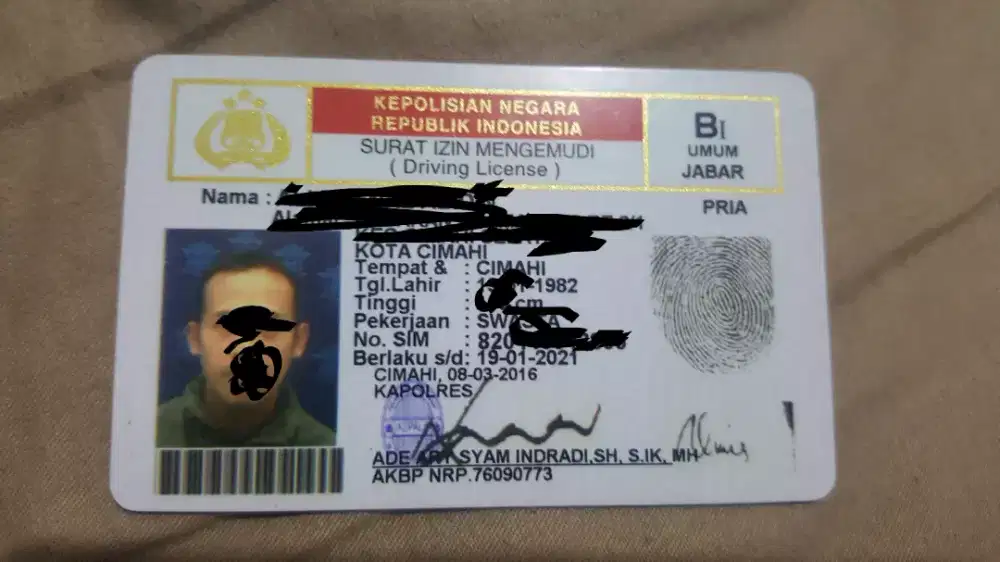 KEPOLISIAN NEGARA
REPUBLIK INDONESIA
SURAT IZIN MENGEMUDI
( Driving License )
BI
UMUM
JABAR
Nama :
PRIA
KOTA CIMAHI
Tempat & : CIMAHI
Tgl.Lahir : -1982
Tinggi : cm
Pekerjaan :
No. SIM : 820
Berlaku s/d: 19-01-2021
CIMAHI, 08-03-2016
KAPOLRES
ADE SYAM INDRADI,SH, S.IK, MH
AKBP NRP.76090773